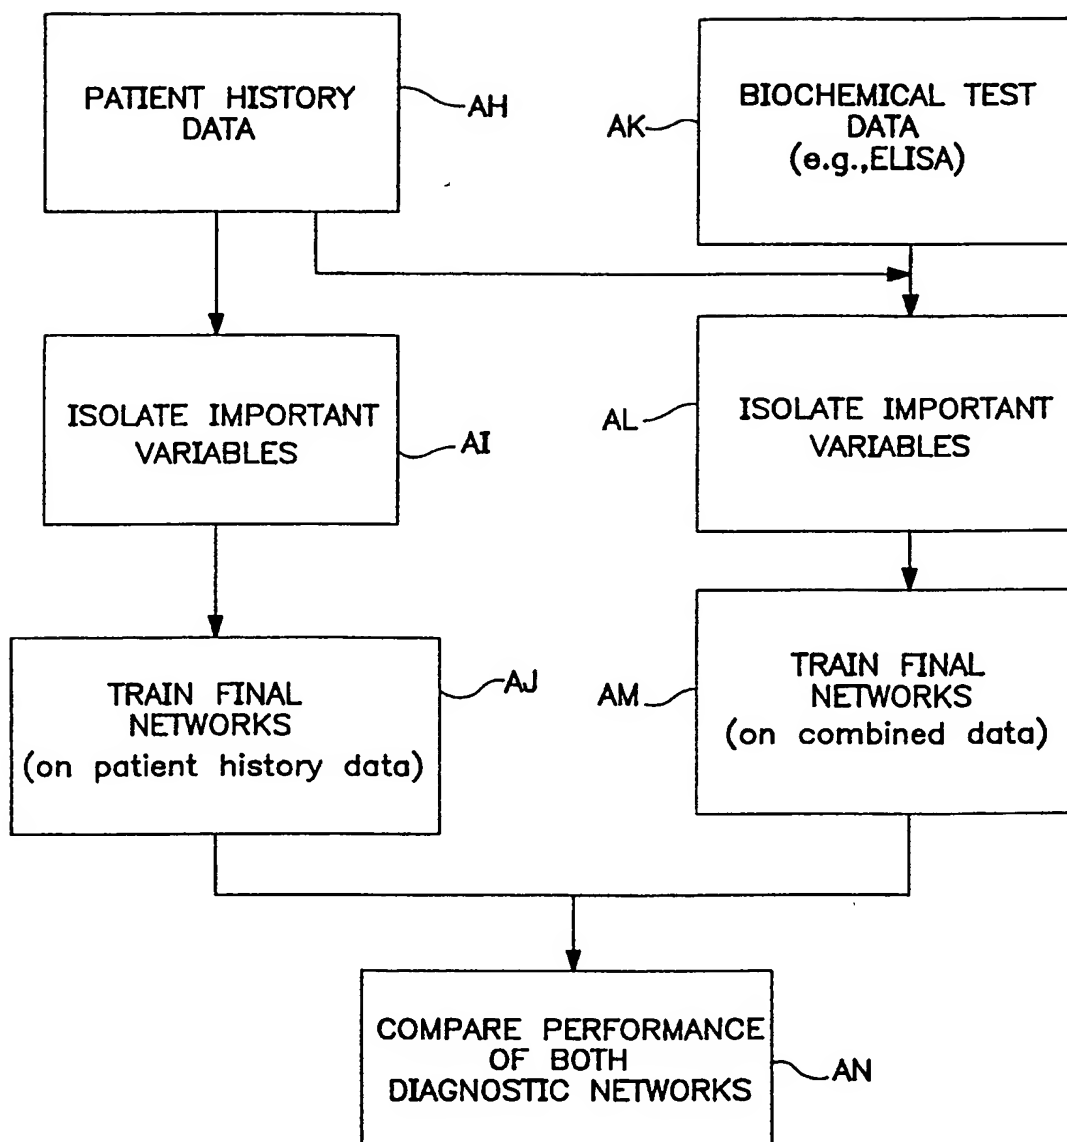 PATIENT HISTORY
DATA
AH
BIOCHEMICAL TEST
DATA
(e.g.,ELISA)
AK
ISOLATE IMPORTANT
VARIABLES
AI
ISOLATE IMPORTANT
VARIABLES
AL
TRAIN FINAL
NETWORKS
(on patient history data)
AJ
TRAIN FINAL
NETWORKS
(on combined data)
AM
COMPARE PERFORMANCE
OF BOTH
DIAGNOSTIC NETWORKS
AN